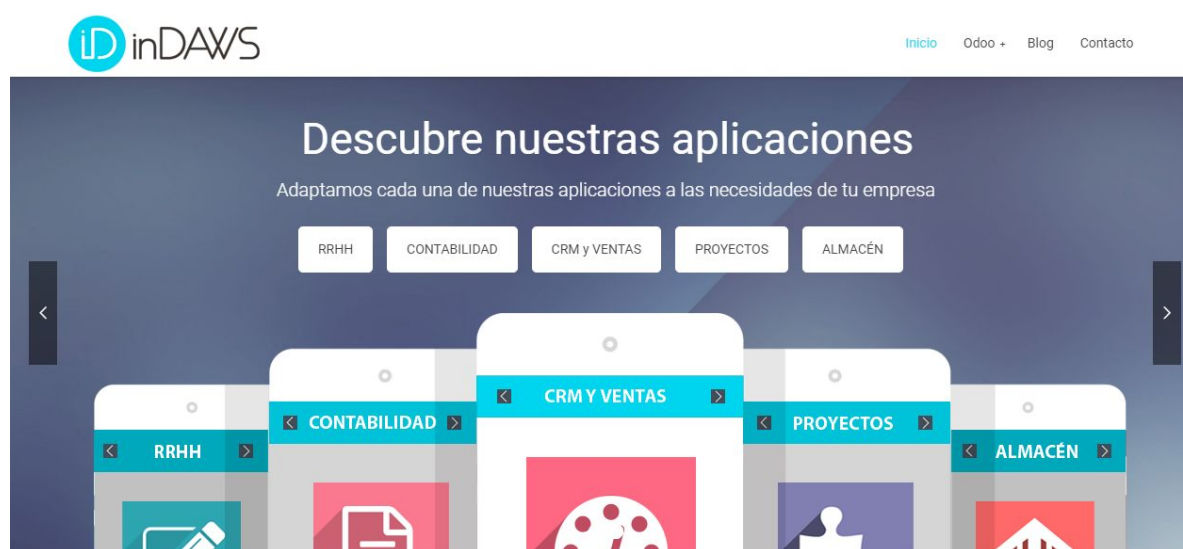 iD inDAWS
Inicio Odoo + Blog Contacto
Descubre nuestras aplicaciones
Adaptamos cada una de nuestras aplicaciones a las necesidades de tu empresa
RRHH CONTABILIDAD CRM y VENTAS PROYECTOS ALMACÉN
CRM Y VENTAS
CONTABILIDAD PROYECTOS
RRHH ALMACÉN